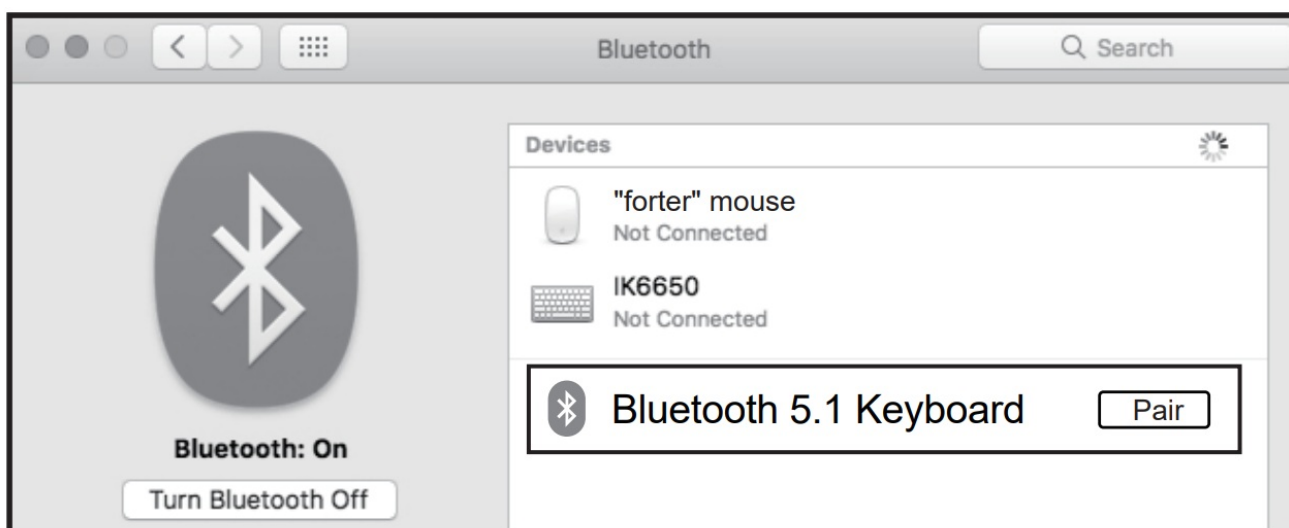 Bluetooth
Search
Devices
"forter" mouse
Not Connected
IK6650
Not Connected
Bluetooth 5.1 Keyboard
Pair
Bluetooth: On
Turn Bluetooth Off